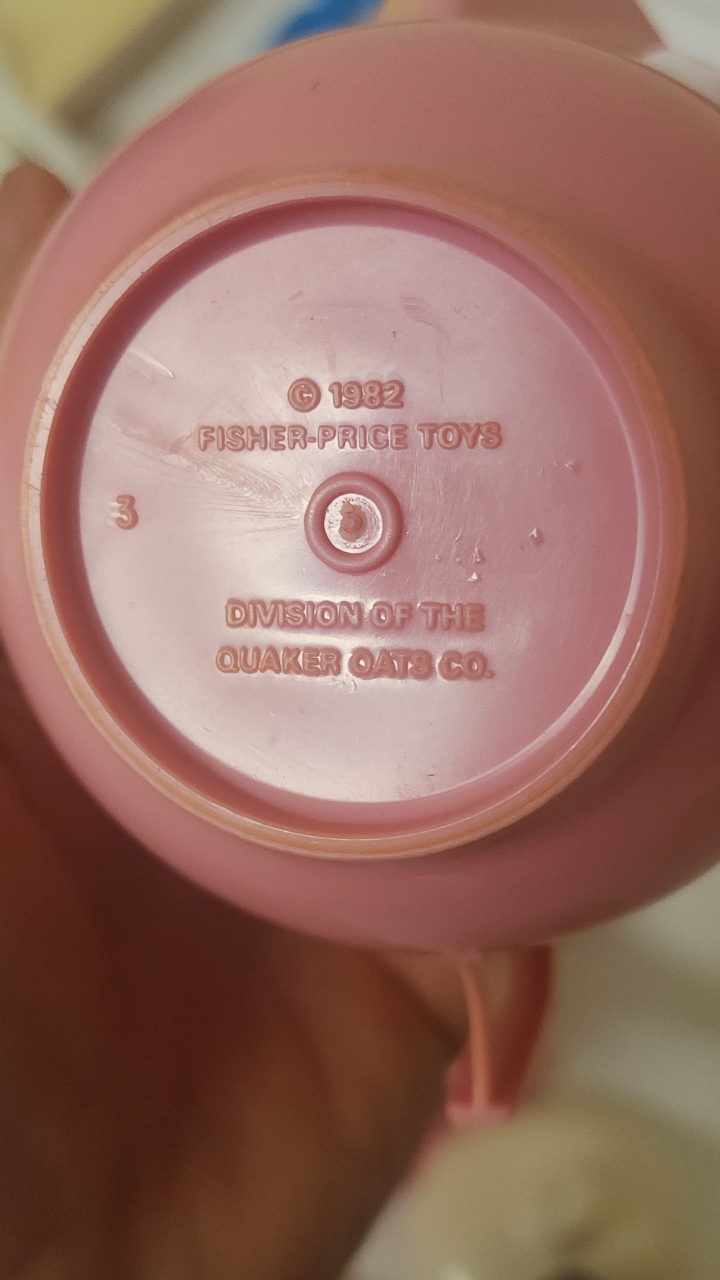 © 1982
FISHER-PRICE TOYS
3
DIVISION OF THE
QUAKER OATS CO.